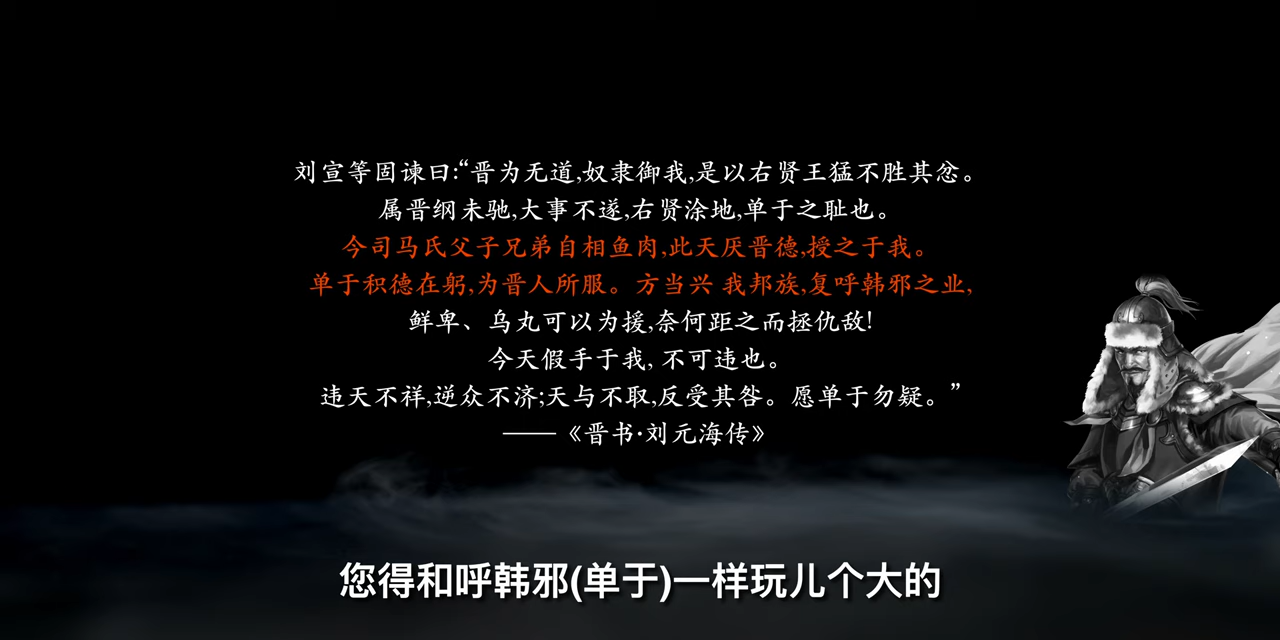 刘宣等固谏曰:“晋为无道,奴隶御我,是以右贤王猛不胜其忿。
属晋纲未驰,大事不遂,右贤涂地,单于之耻也。
今司马氏父子兄弟自相鱼肉,此天厌晋德,授之于我。
单于积德在躬,为晋人所服。方当兴 我邦族,复呼韩邪之业,
鲜卑、乌丸可以为援,奈何距之而拯仇敌!
今天假手于我, 不可违也。
违天不祥,逆众不济;天与不取,反受其咎。愿单于勿疑。”
——《晋书·刘元海传》
您得和呼韩邪(单于)一样玩儿个大的